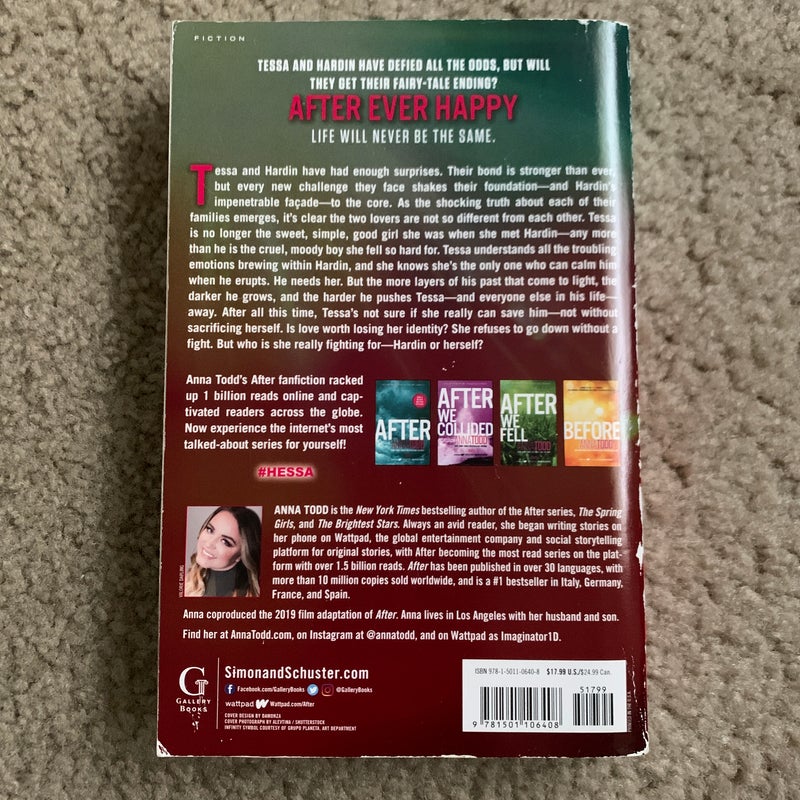 FICTION
TESSA AND HARDIN HAVE DEFIED ALL THE ODDS, BUT WILL
THEY GET THEIR FAIRY-TALE ENDING?
AFTER EVER HAPPY
LIFE WILL NEVER BE THE SAME.
Tessa and Hardin have had enough surprises. Their bond is stronger than ever,
but every new challenge they face shakes their foundation—and Hardin's
impenetrable façade—to the core. As the shocking truth about each of their
families emerges, it's clear the two lovers are not so different from each other. Tessa
is no longer the sweet, simple, good girl she was when she met Hardin—any more
than he is the cruel, moody boy she fell so hard for. Tessa understands all the troubling
emotions brewing within Hardin, and she knows she's the only one who can calm him
when he erupts. He needs her. But the more layers of his past that come to light, the
darker he grows, and the harder he pushes Tessa—and everyone else in his life—
away. After all this time, Tessa's not sure if she really can save him—not without
sacrificing herself. Is love worth losing her identity? She refuses to go down without a
fight. But who is she really fighting for—Hardin or herself?
Anna Todd's After fanfiction racked
up 1 billion reads online and cap-
tivated readers across the globe.
Now experience the internet's most
talked-about series for yourself!
#HESSA
AFTER
ANNA TODD
AFTER
WE
COLLIDED
ANNA TODD
AFTER
WE
FELL
ANNA TODD
BEFORE
ANNA TODD
ANNA TODD is the New York Times bestselling author of the After series, The Spring
Girls, and The Brightest Stars. Always an avid reader, she began writing stories on
her phone on Wattpad, the global entertainment company and social storytelling
platform for original stories, with After becoming the most read series on the plat-
form with over 1.5 billion reads. After has been published in over 30 languages, with
more than 10 million copies sold worldwide, and is a #1 bestseller in Italy, Germany,
France, and Spain.
Anna coproduced the 2019 film adaptation of After. Anna lives in Los Angeles with her husband and son.
Find her at AnnaTodd.com, on Instagram at @annatodd, and on Wattpad as Imaginator1D.
G
GALLERY
BOOKS
SimonandSchuster.com
Facebook.com/GalleryBooks @GalleryBooks
wattpad Wattpad.com/After
COVER DESIGN BY DAMONZA
COVER PHOTOGRAPH BY ALEVTINA / SHUTTERSTOCK
INFINITY SYMBOL COURTESY OF GRUPO PLANETA, ART DEPARTMENT
ISBN 978-1-5011-0640-8 $17.99 U.S./$24.99 Can.
51799
9 781501 106408